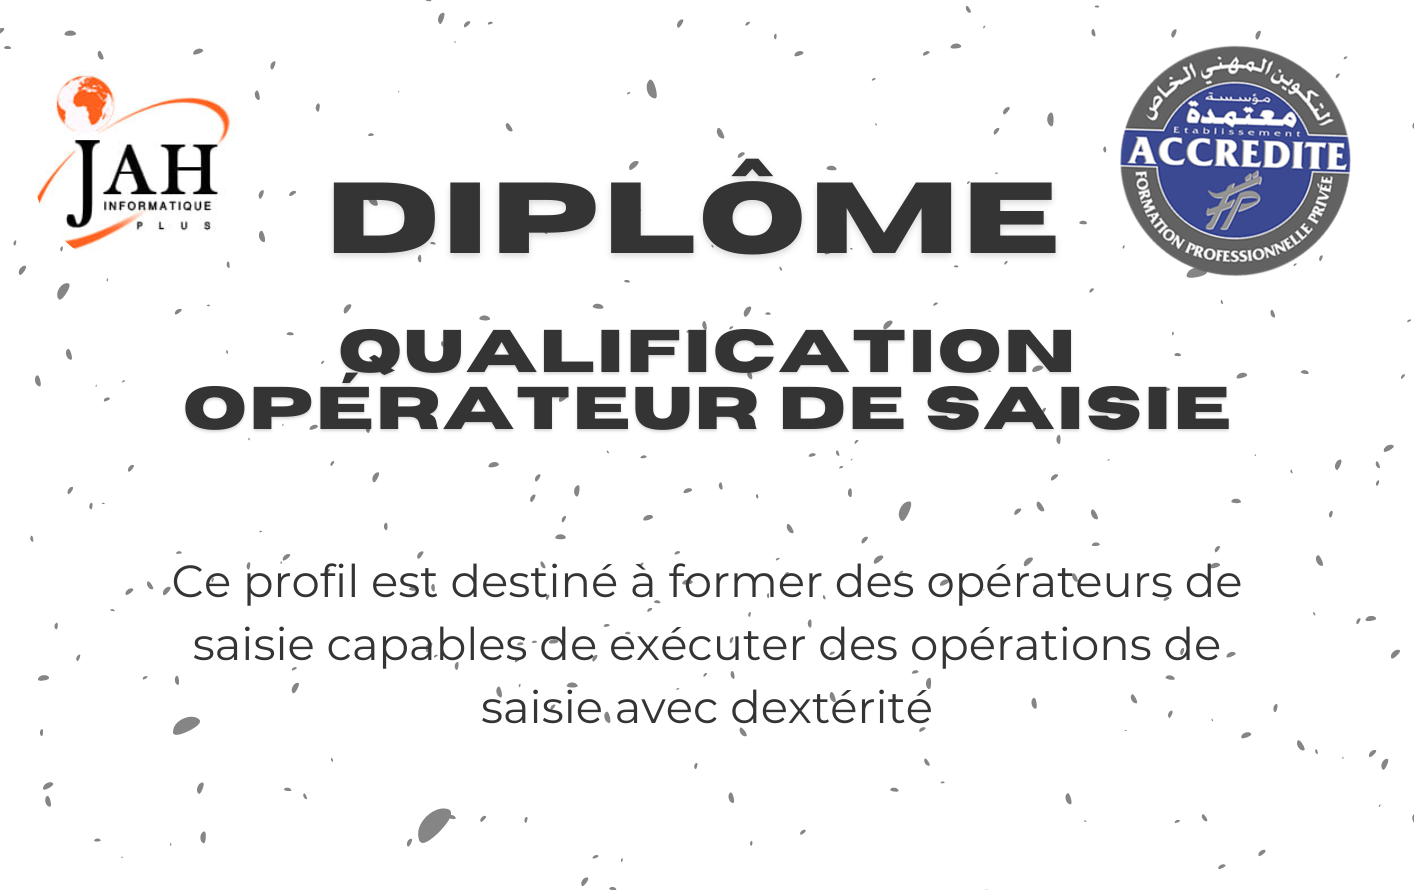 JAH
INFORMATIQUE
PLUS
التكوين المهني الخاص
مؤسسة
معتمدة
Etablissement
ACCREDITE
FP
FORMATION PROFESSIONNELLE PRIVÉE
DIPLÔME
QUALIFICATION
OPÉRATEUR DE SAISIE
Ce profil est destiné à former des opérateurs de
saisie capables de exécuter des opérations de
saisie avec dextérité